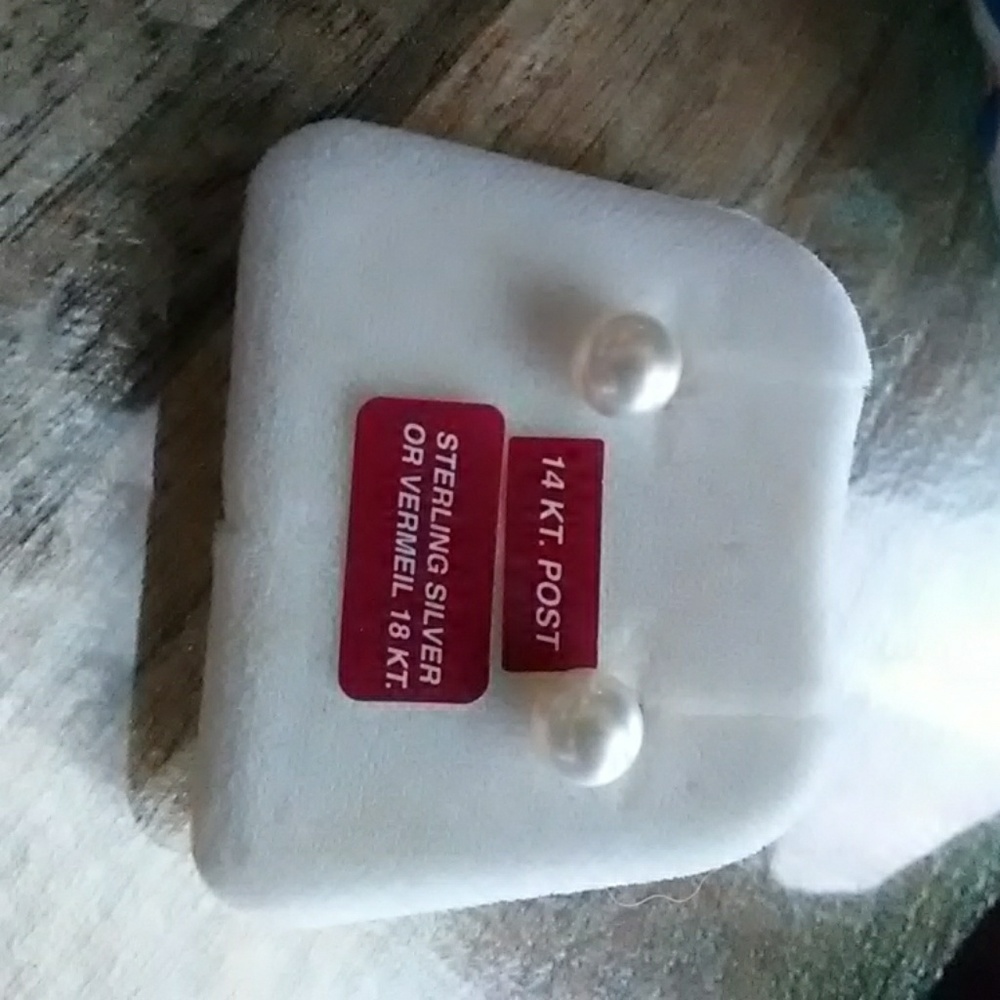 14 KT. POST
STERLING SILVER
OR VERMEIL 18 KT.